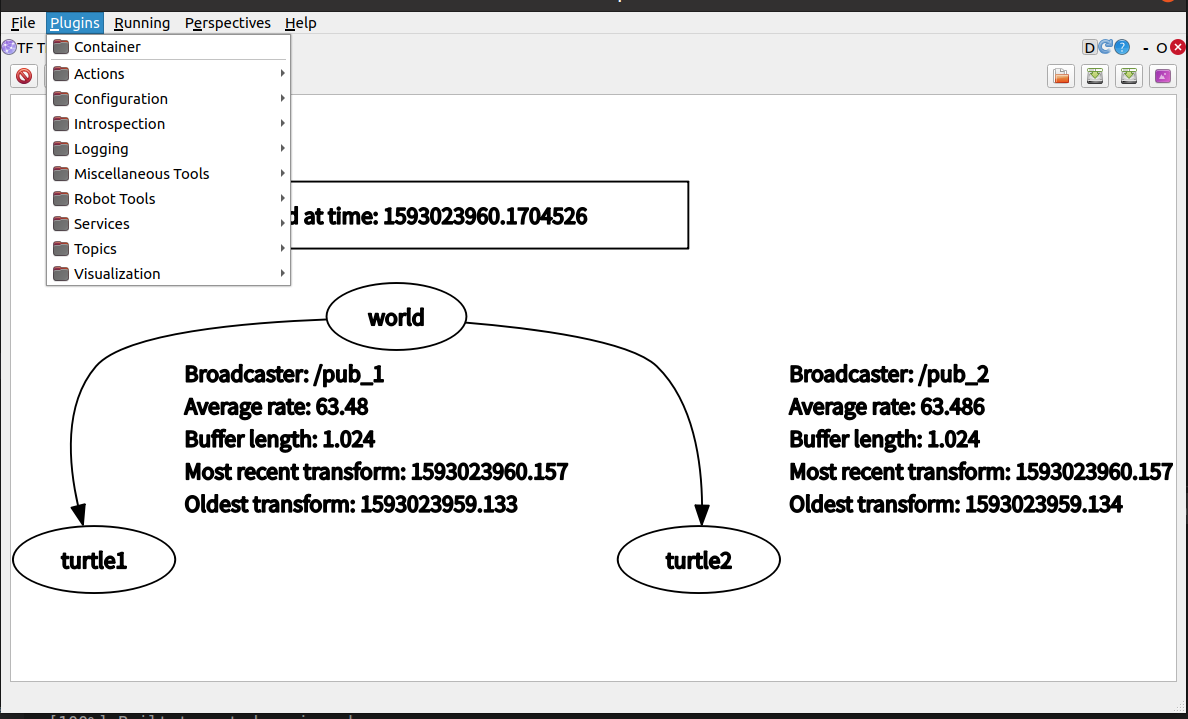 File Plugins Running Perspectives Help
TF T
D ? - O
Container
Actions
Configuration
Introspection
Logging
Miscellaneous Tools
Robot Tools
Services
Topics
Visualization
d at time: 1593023960.1704526
world
Broadcaster: /pub_1
Average rate: 63.48
Buffer length: 1.024
Most recent transform: 1593023960.157
Oldest transform: 1593023959.133
Broadcaster: /pub_2
Average rate: 63.486
Buffer length: 1.024
Most recent transform: 1593023960.157
Oldest transform: 1593023959.134
turtle1
turtle2